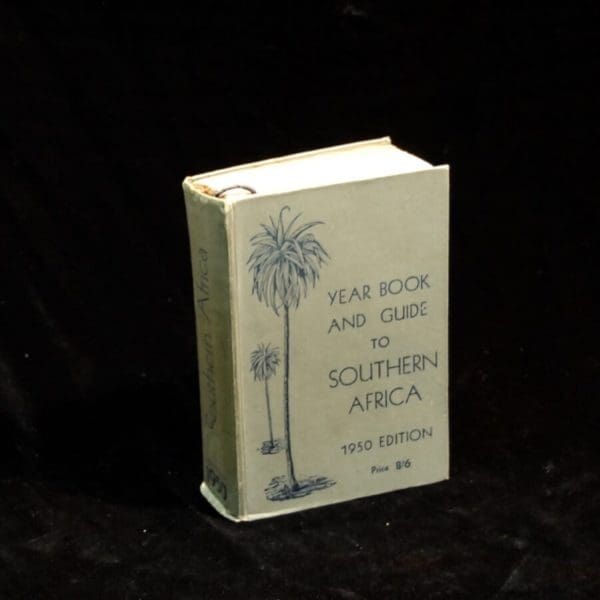 YEAR BOOK
AND GUIDE
TO
SOUTHERN
AFRICA
1950 EDITION
Price 8/6
Southern Africa
1950